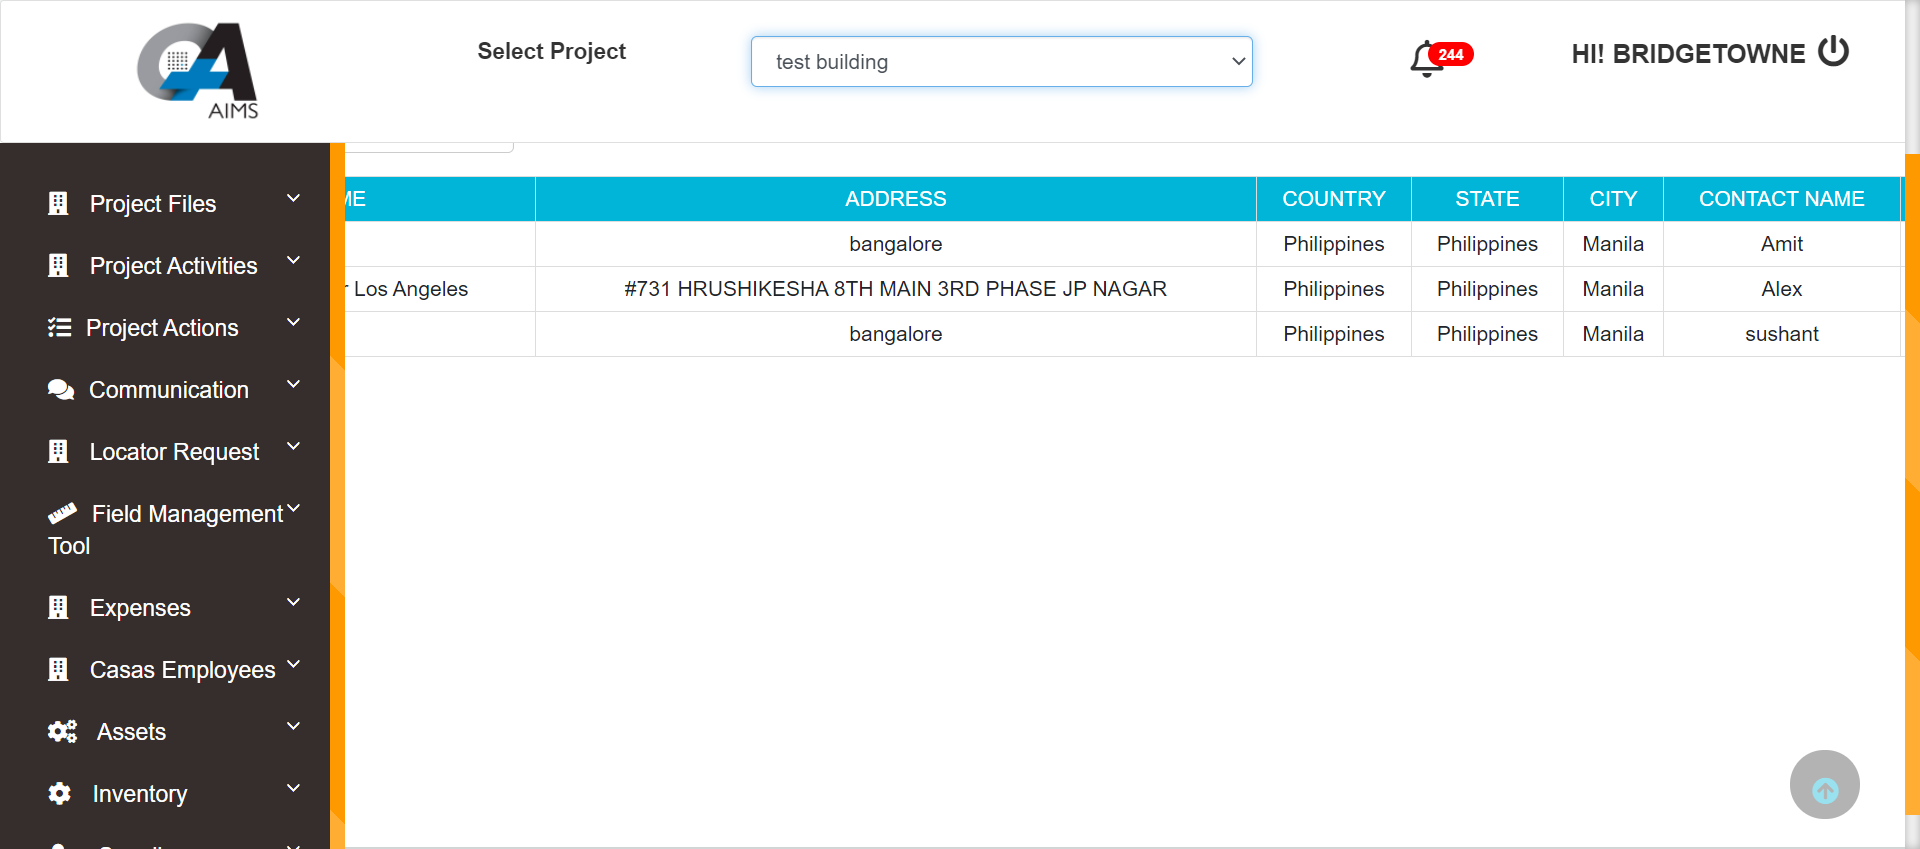 AIMS
Select Project
test building
244
HI! BRIDGETOWNE
Project Files
Project Activities
Project Actions
Communication
Locator Request
Field Management
Tool
Expenses
Casas Employees
Assets
Inventory
ME ADDRESS COUNTRY STATE CITY CONTACT NAME
bangalore Philippines Philippines Manila Amit
r Los Angeles #731 HRUSHIKESHA 8TH MAIN 3RD PHASE JP NAGAR Philippines Philippines Manila Alex
bangalore Philippines Philippines Manila sushant